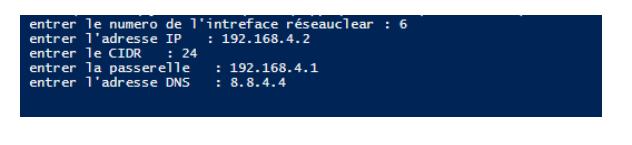 entrer le numero de l'intreface réseauclear : 6
entrer l'adresse IP   : 192.168.4.2
entrer le CIDR   : 24
entrer la passerelle   : 192.168.4.1
entrer l'adresse DNS   : 8.8.4.4